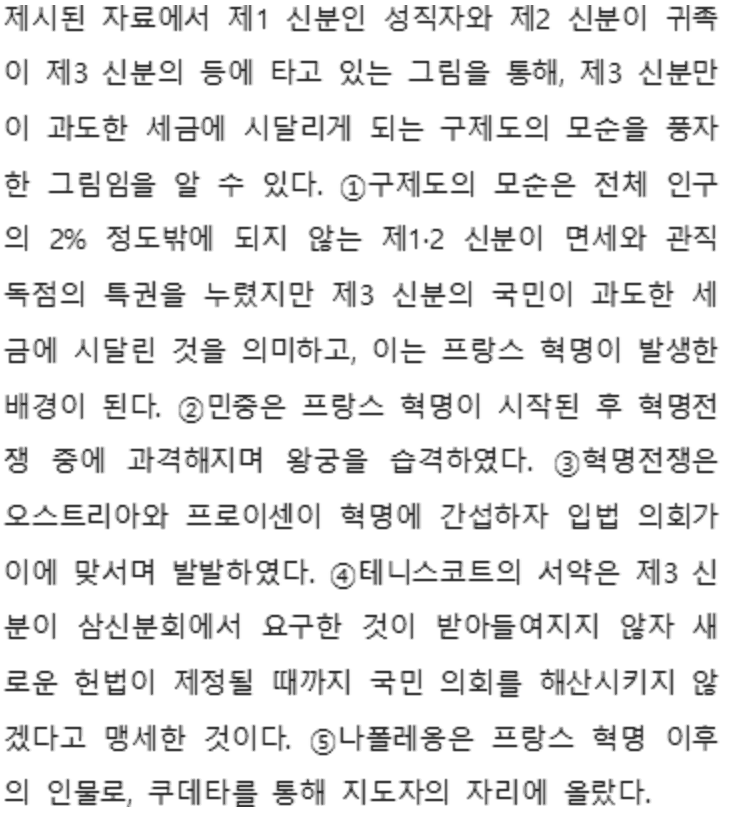 제시된 자료에서 제1 신분인 성직자와 제2 신분이 귀족
이 제3 신분의 등에 타고 있는 그림을 통해, 제3 신분만
이 과도한 세금에 시달리게 되는 구제도의 모순을 풍자
한 그림임을 알 수 있다. ①구제도의 모순은 전체 인구
의 2% 정도밖에 되지 않는 제1·2 신분이 면세와 관직
독점의 특권을 누렸지만 제3 신분의 국민이 과도한 세
금에 시달린 것을 의미하고, 이는 프랑스 혁명이 발생한
배경이 된다. ②민중은 프랑스 혁명이 시작된 후 혁명전
쟁 중에 과격해지며 왕궁을 습격하였다. ③혁명전쟁은
오스트리아와 프로이센이 혁명에 간섭하자 입법 의회가
이에 맞서며 발발하였다. ④테니스코트의 서약은 제3 신
분이 삼신분회에서 요구한 것이 받아들여지지 않자 새
로운 헌법이 제정될 때까지 국민 의회를 해산시키지 않
겠다고 맹세한 것이다. ⑤나폴레옹은 프랑스 혁명 이후
의 인물로, 쿠데타를 통해 지도자의 자리에 올랐다.